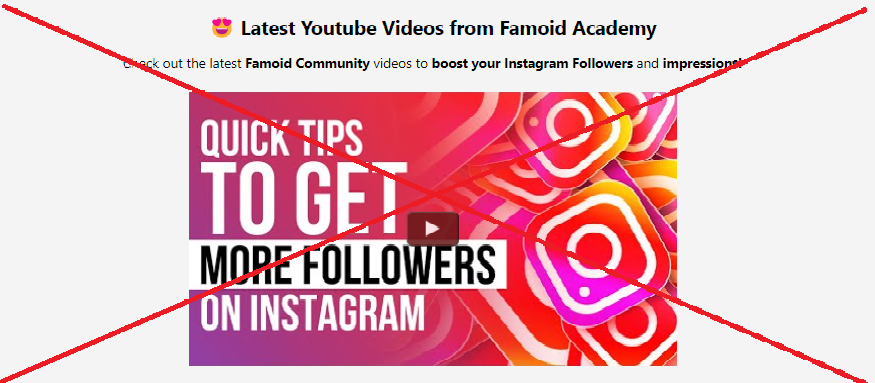 😍 Latest Youtube Videos from Famoid Academy
Check out the latest Famoid Community videos to boost your Instagram Followers and impressions!
QUICK TIPS
TO GET
MORE FOLLOWERS
ON INSTAGRAM